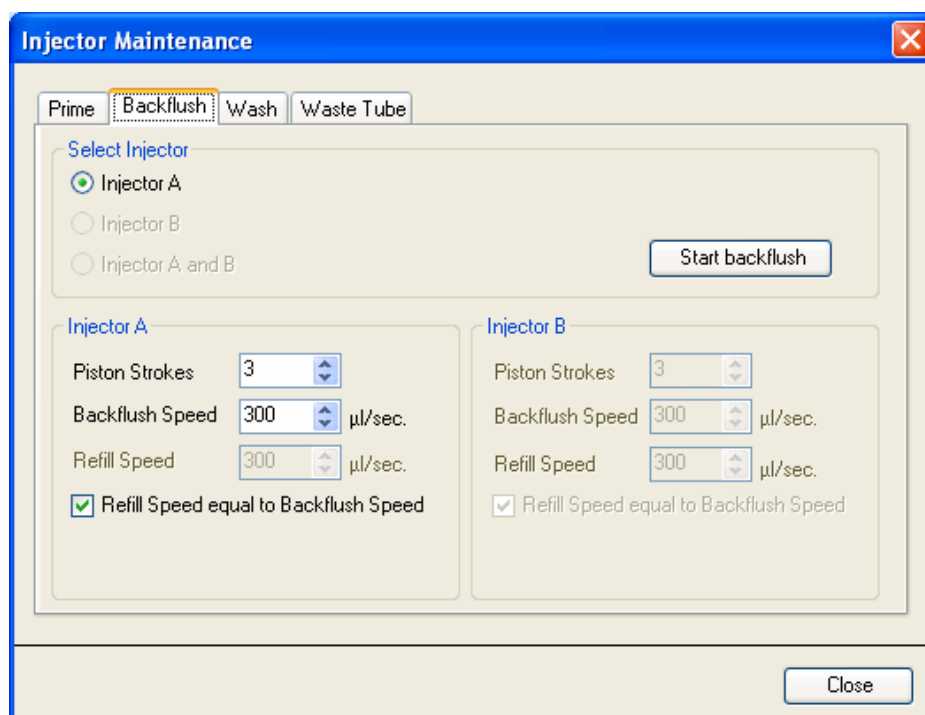 Injector Maintenance
Prime Backflush Wash Waste Tube
Select Injector
Injector A
Injector B
Injector A and B
Start backflush
Injector A
Piston Strokes 3
Backflush Speed 300 µl/sec.
Refill Speed 300 µl/sec.
Refill Speed equal to Backflush Speed
Injector B
Piston Strokes 3
Backflush Speed 300 µl/sec.
Refill Speed 300 µl/sec.
Refill Speed equal to Backflush Speed
Close